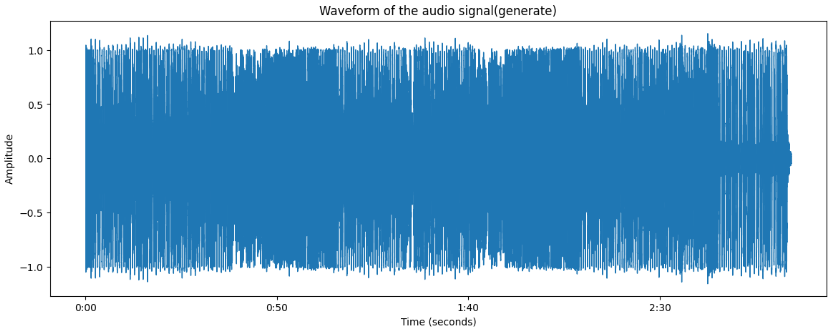 Waveform of the audio signal(generate)
Amplitude
1.0
0.5
0.0
−0.5
−1.0
0:00 0:50 1:40 2:30
Time (seconds)